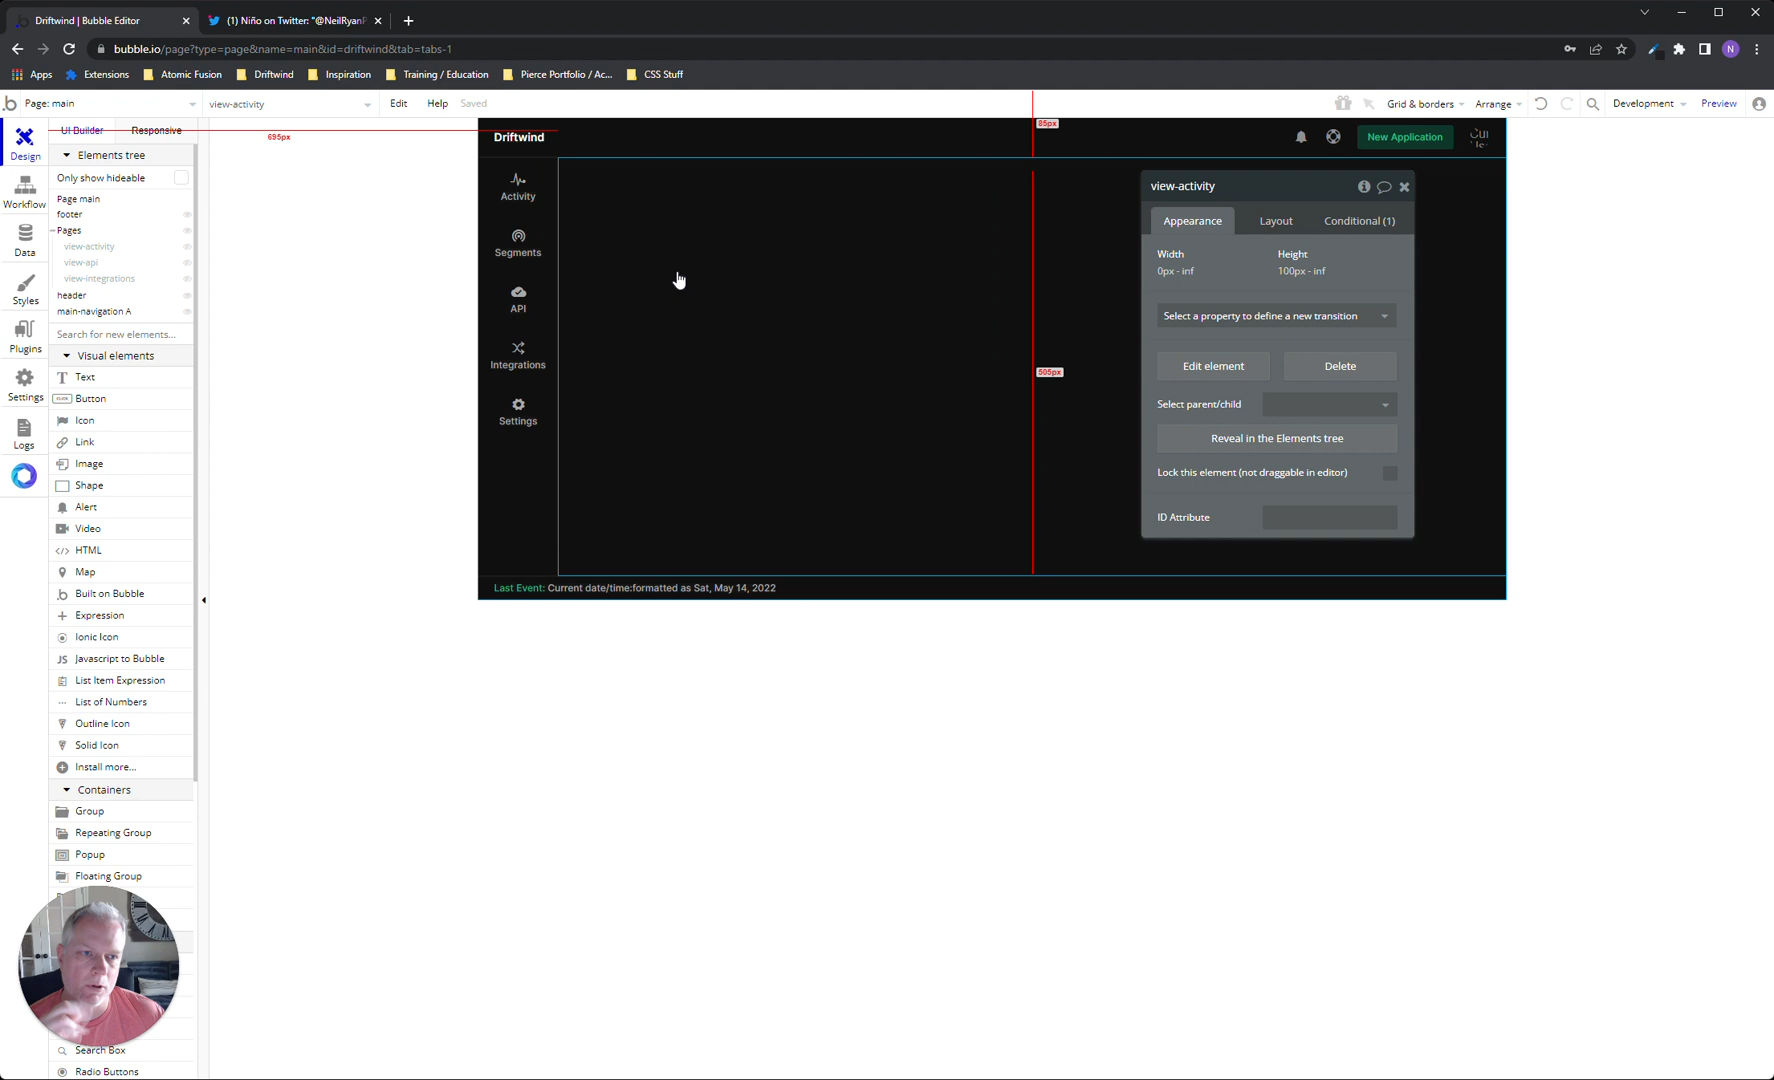 Driftwind | Bubble Editor
(1) Niño on Twitter: "@NeilRyanP
bubble.io/page?type=page&name=main&id=driftwind&tab=tabs-1
Apps
Extensions
Atomic Fusion
Driftwind
Inspiration
Training / Education
Pierce Portfolio / Ac...
CSS Stuff
N
Page: main
view-activity
Edit
Help
Saved
Grid & borders
Arrange
Development
Preview
Design
Workflow
Data
Styles
Plugins
Settings
Logs
UI Builder
Responsive
Elements tree
Only show hideable
Page main
footer
Pages
view-activity
view-api
view-integrations
header
main-navigation A
Search for new elements...
Visual elements
Text
CLICK Button
Icon
Link
Image
Shape
Alert
Video
HTML
Map
Built on Bubble
Expression
Ionic Icon
JS Javascript to Bubble
List Item Expression
List of Numbers
Outline Icon
Solid Icon
Install more...
Containers
Group
Repeating Group
Popup
Floating Group
Search Box
Radio Buttons
695px
85px
505px
Driftwind
New Application
Activity
Segments
API
Integrations
Settings
Last Event: Current date/time:formatted as Sat, May 14, 2022
view-activity
Appearance
Layout
Conditional (1)
Width
Height
0px - inf
100px - inf
Select a property to define a new transition
Edit element
Delete
Select parent/child
Reveal in the Elements tree
Lock this element (not draggable in editor)
ID Attribute